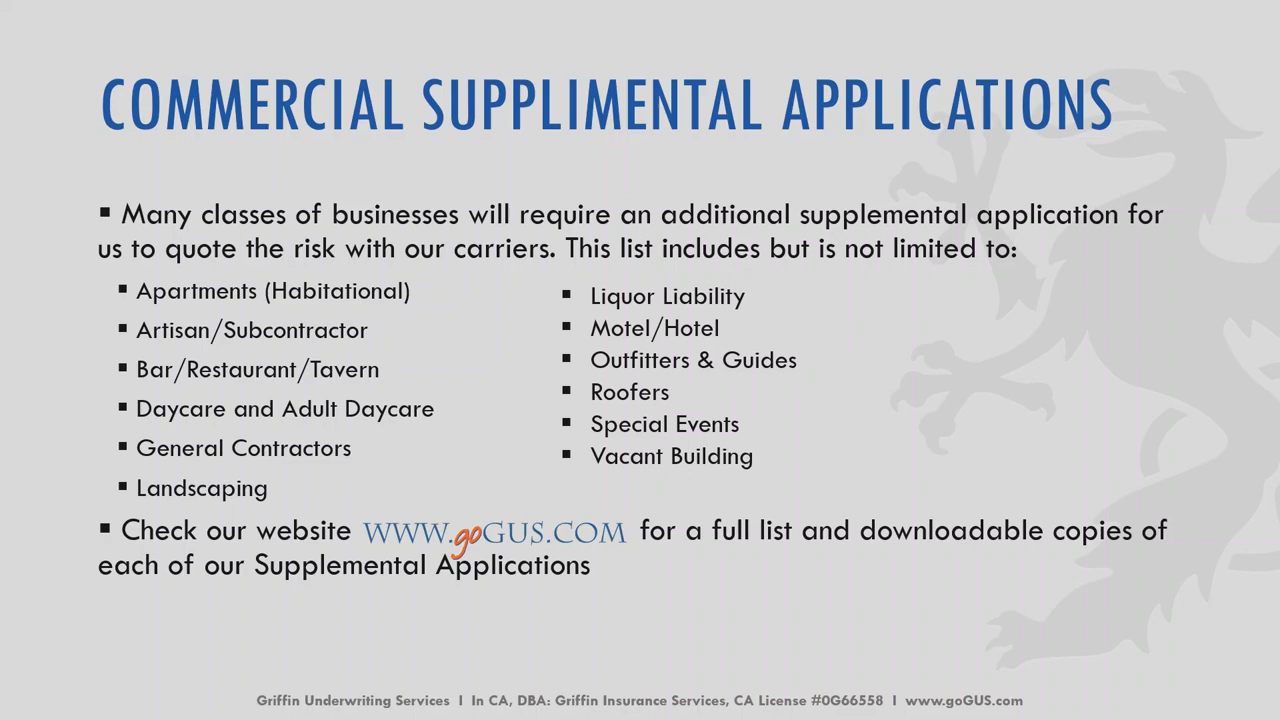 COMMERCIAL SUPPLIMENTAL APPLICATIONS
▪ Many classes of businesses will require an additional supplemental application for
us to quote the risk with our carriers. This list includes but is not limited to:
▪ Apartments (Habitational)
▪ Artisan/Subcontractor
▪ Bar/Restaurant/Tavern
▪ Daycare and Adult Daycare
▪ General Contractors
▪ Landscaping
▪ Liquor Liability
▪ Motel/Hotel
▪ Outfitters & Guides
▪ Roofers
▪ Special Events
▪ Vacant Building
▪ Check our website WWW.goGUS.COM for a full list and downloadable copies of
each of our Supplemental Applications
Griffin Underwriting Services I In CA, DBA: Griffin Insurance Services, CA License #0G66558 I www.goGUS.com